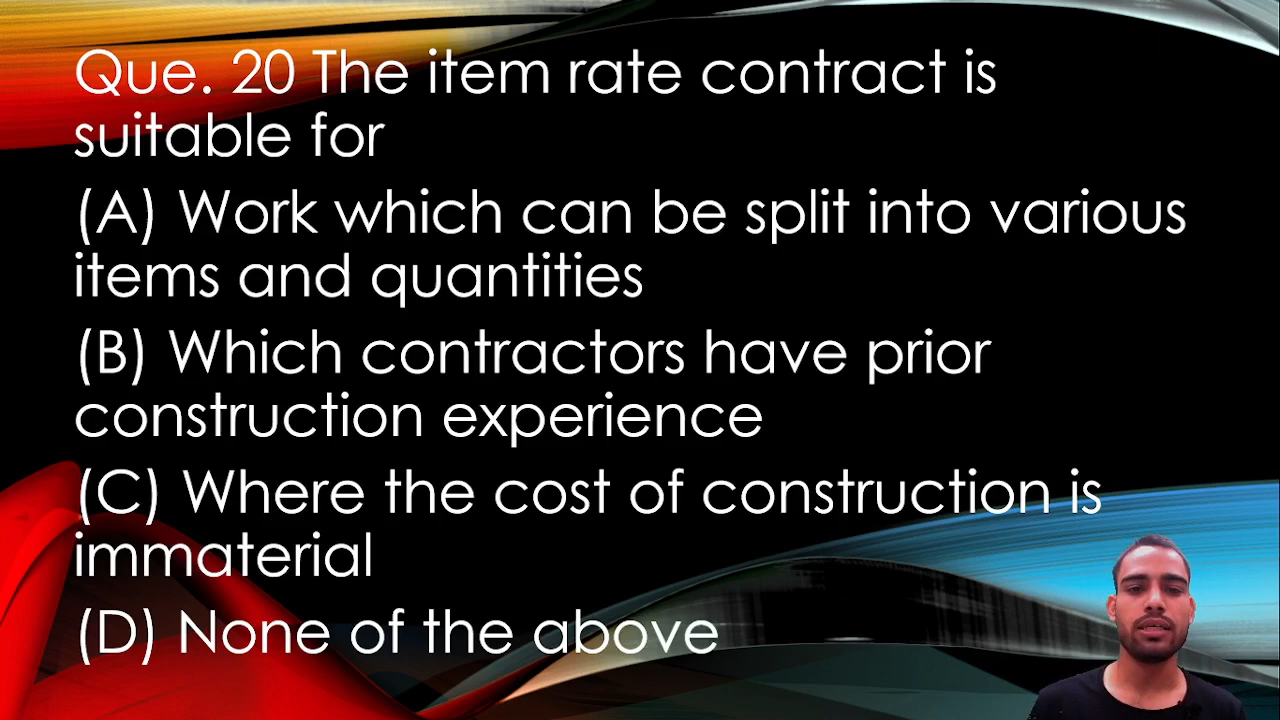 Que. 20 The item rate contract is
suitable for
(A) Work which can be split into various
items and quantities
(B) Which contractors have prior
construction experience
(C) Where the cost of construction is
immaterial
(D) None of the above